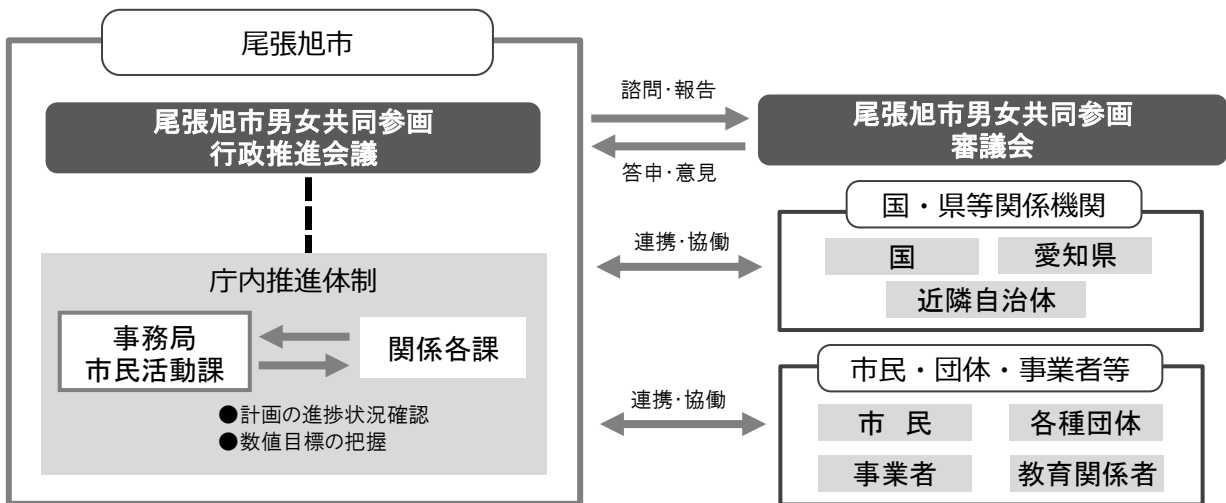 尾張旭市
尾張旭市男女共同参画
行政推進会議
庁内推進体制
事務局
市民活動課
関係各課
●計画の進捗状況確認
●数値目標の把握
諮問・報告
答申・意見
尾張旭市男女共同参画
審議会
連携・協働
国・県等関係機関
国
愛知県
近隣自治体
連携・協働
市民・団体・事業者等
市 民
各種団体
事業者
教育関係者